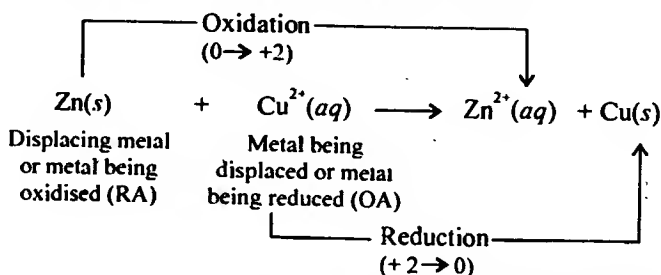 Oxidation
(0→ +2)
Zn(s) + Cu²⁺(aq) ⟶ Zn²⁺(aq) + Cu(s)
Displacing metal
or metal being
oxidised (RA)
Metal being
displaced or metal
being reduced (OA)
Reduction
(+ 2→ 0)